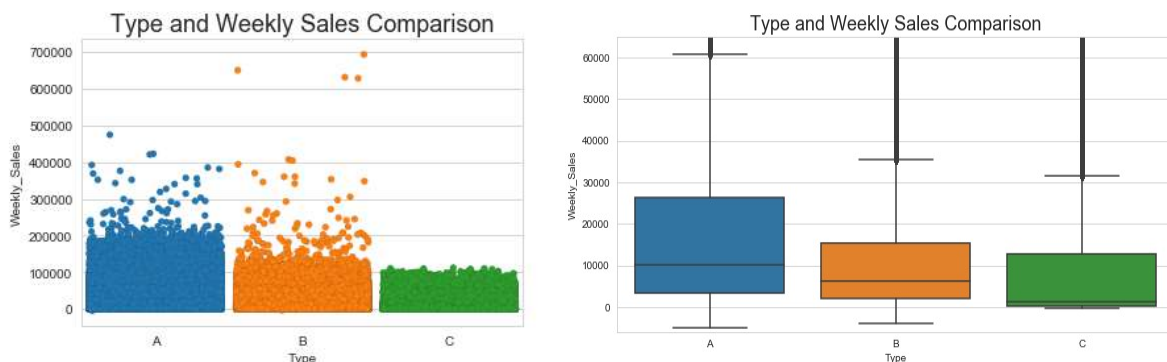 Type and Weekly Sales Comparison
700000
600000
500000
400000
300000
200000
100000
0
Weekly_Sales
A B C
Type
Type and Weekly Sales Comparison
60000
50000
40000
30000
20000
10000
0
Weekly_Sales
A B C
Type